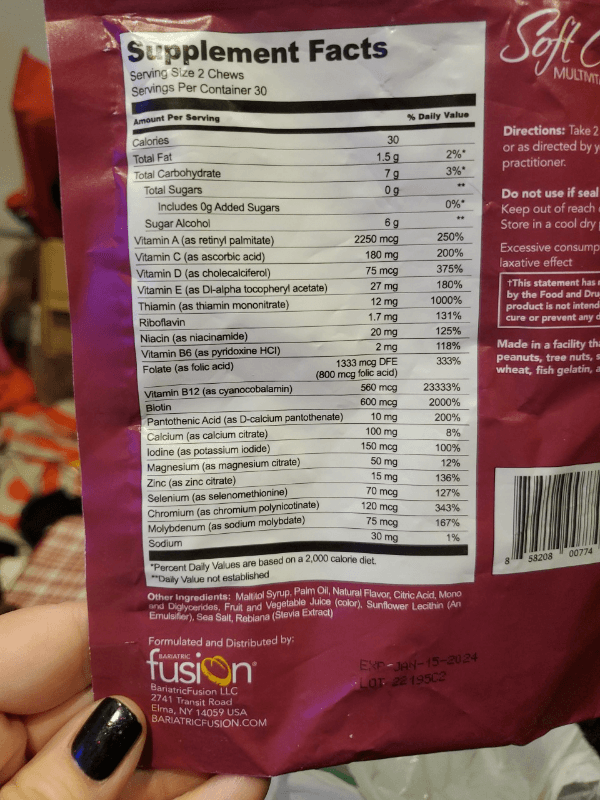 Supplement Facts
Serving Size 2 Chews
Servings Per Container 30
Amount Per Serving % Daily Value
Calories 30
Total Fat 1.5 g 2%*
Total Carbohydrate 7 g 3%*
Total Sugars 0 g **
Includes 0g Added Sugars 0%*
Sugar Alcohol 6 g **
Vitamin A (as retinyl palmitate) 2250 mcg 250%
Vitamin C (as ascorbic acid) 180 mg 200%
Vitamin D (as cholecalciferol) 75 mcg 375%
Vitamin E (as Dl-alpha tocopheryl acetate) 27 mg 180%
Thiamin (as thiamin mononitrate) 12 mg 1000%
Riboflavin 1.7 mg 131%
Niacin (as niacinamide) 20 mg 125%
Vitamin B6 (as pyridoxine HCl) 2 mg 118%
Folate (as folic acid) 1333 mcg DFE 333%
(800 mcg folic acid)
Vitamin B12 (as cyanocobalamin) 560 mcg 23333%
Biotin 600 mcg 2000%
Pantothenic Acid (as D-calcium pantothenate) 10 mg 200%
Calcium (as calcium citrate) 100 mg 8%
Iodine (as potassium iodide) 150 mcg 100%
Magnesium (as magnesium citrate) 50 mg 12%
Zinc (as zinc citrate) 15 mg 136%
Selenium (as selenomethionine) 70 mcg 127%
Chromium (as chromium polynicotinate) 120 mcg 343%
Molybdenum (as sodium molybdate) 75 mcg 167%
Sodium 30 mg 1%
*Percent Daily Values are based on a 2,000 calorie diet.
**Daily Value not established
Other Ingredients: Maltitol Syrup, Palm Oil, Natural Flavor, Citric Acid, Mono
and Diglycerides, Fruit and Vegetable Juice (color), Sunflower Lecithin (An
Emulsifier), Sea Salt, Rebiana (Stevia Extract)
Formulated and Distributed by:
BARIATRIC
fusion®
BariatricFusion LLC
2741 Transit Road
Elma, NY 14059 USA
BARIATRICFUSION.COM
EXP-JAN-15-2024
LOT 22195C2
Soft C
MULTIVIT
Directions: Take 2
or as directed by y
practitioner.
Do not use if seal
Keep out of reach
Store in a cool dry
Excessive consump
laxative effect
†This statement has
by the Food and Dru
product is not intend
cure or prevent any d
Made in a facility tha
peanuts, tree nuts, s
wheat, fish gelatin, a
8 58208 00774